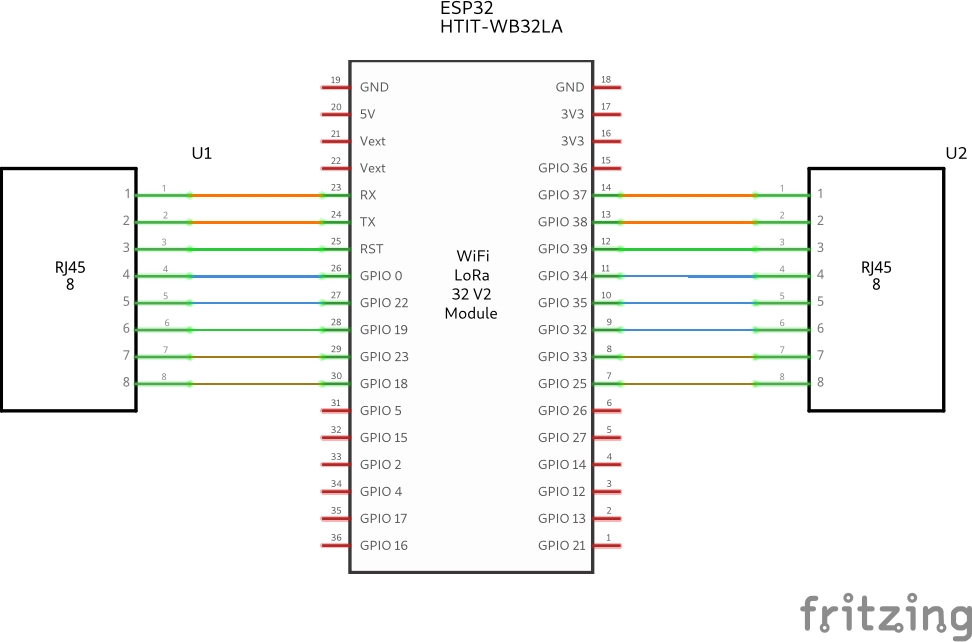 ESP32
HTIT-WB32LA
19 GND GND 18
20 5V 3V3 17
21 Vext 3V3 16
U1 U2
22 Vext GPIO 36 15
1 1 23 RX GPIO 37 14 1 1
2 2 24 TX GPIO 38 13 2 2
3 3 25 RST GPIO 39 12 3 3
RJ45
8
4 4 26 GPIO 0 GPIO 34 11 4 4
RJ45
8
WiFi
LoRa
32 V2
Module
5 5 27 GPIO 22 GPIO 35 10 5 5
6 6 28 GPIO 19 GPIO 32 9 6 6
7 7 29 GPIO 23 GPIO 33 8 7 7
8 8 30 GPIO 18 GPIO 25 7 8 8
31 GPIO 5 GPIO 26 6
32 GPIO 15 GPIO 27 5
33 GPIO 2 GPIO 14 4
34 GPIO 4 GPIO 12 3
35 GPIO 17 GPIO 13 2
36 GPIO 16 GPIO 21 1
fritzing